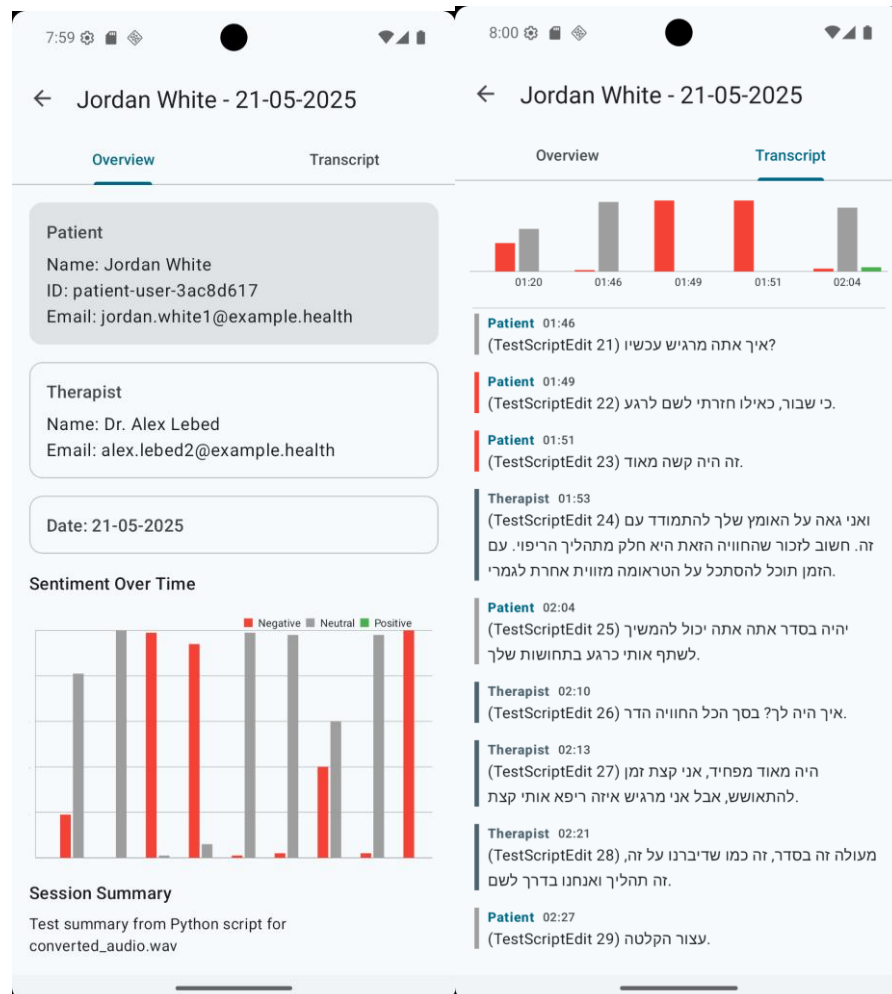 7:59
Jordan White - 21-05-2025
Overview
Transcript
Patient
Name: Jordan White
ID: patient-user-3ac8d617
Email: jordan.white1@example.health
Therapist
Name: Dr. Alex Lebed
Email: alex.lebed2@example.health
Date: 21-05-2025
Sentiment Over Time
Negative Neutral Positive
Session Summary
Test summary from Python script for
converted_audio.wav
8:00
Jordan White - 21-05-2025
Overview
Transcript
01:20 01:46 01:49 01:51 02:04
Patient 01:46
(TestScriptEdit 21) איך אתה מרגיש עכשיו?
Patient 01:49
(TestScriptEdit 22) כי שבור, כאילו חזרתי לשם לרגע.
Patient 01:51
(TestScriptEdit 23) זה היה קשה מאוד.
Therapist 01:53
(TestScriptEdit 24) ואני גאה על האומץ שלך להתמודד עם
זה. חשוב לזכור שהחוויה הזאת היא חלק מתהליך הריפוי. עם
הזמן תוכל להסתכל על הטראומה מזווית אחרת לגמרי.
Patient 02:04
(TestScriptEdit 25) יהיה בסדר אתה אתה יכול להמשיך
לשתף אותי כרגע בתחושות שלך.
Therapist 02:10
(TestScriptEdit 26) איך היה לך? בסך הכל החוויה הדר.
Therapist 02:13
(TestScriptEdit 27) היה מאוד מפחיד, אני קצת זמן
להתאושש, אבל אני מרגיש איזה ריפא אותי קצת.
Therapist 02:21
(TestScriptEdit 28) מעולה זה בסדר, זה כמו שדיברנו על זה,
זה תהליך ואנחנו בדרך לשם.
Patient 02:27
(TestScriptEdit 29) עצור הקלטה.